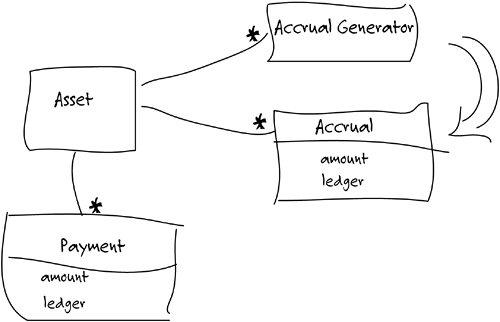 Accrual Generator
*
Asset
*
Accrual
amount
ledger
*
Payment
amount
ledger